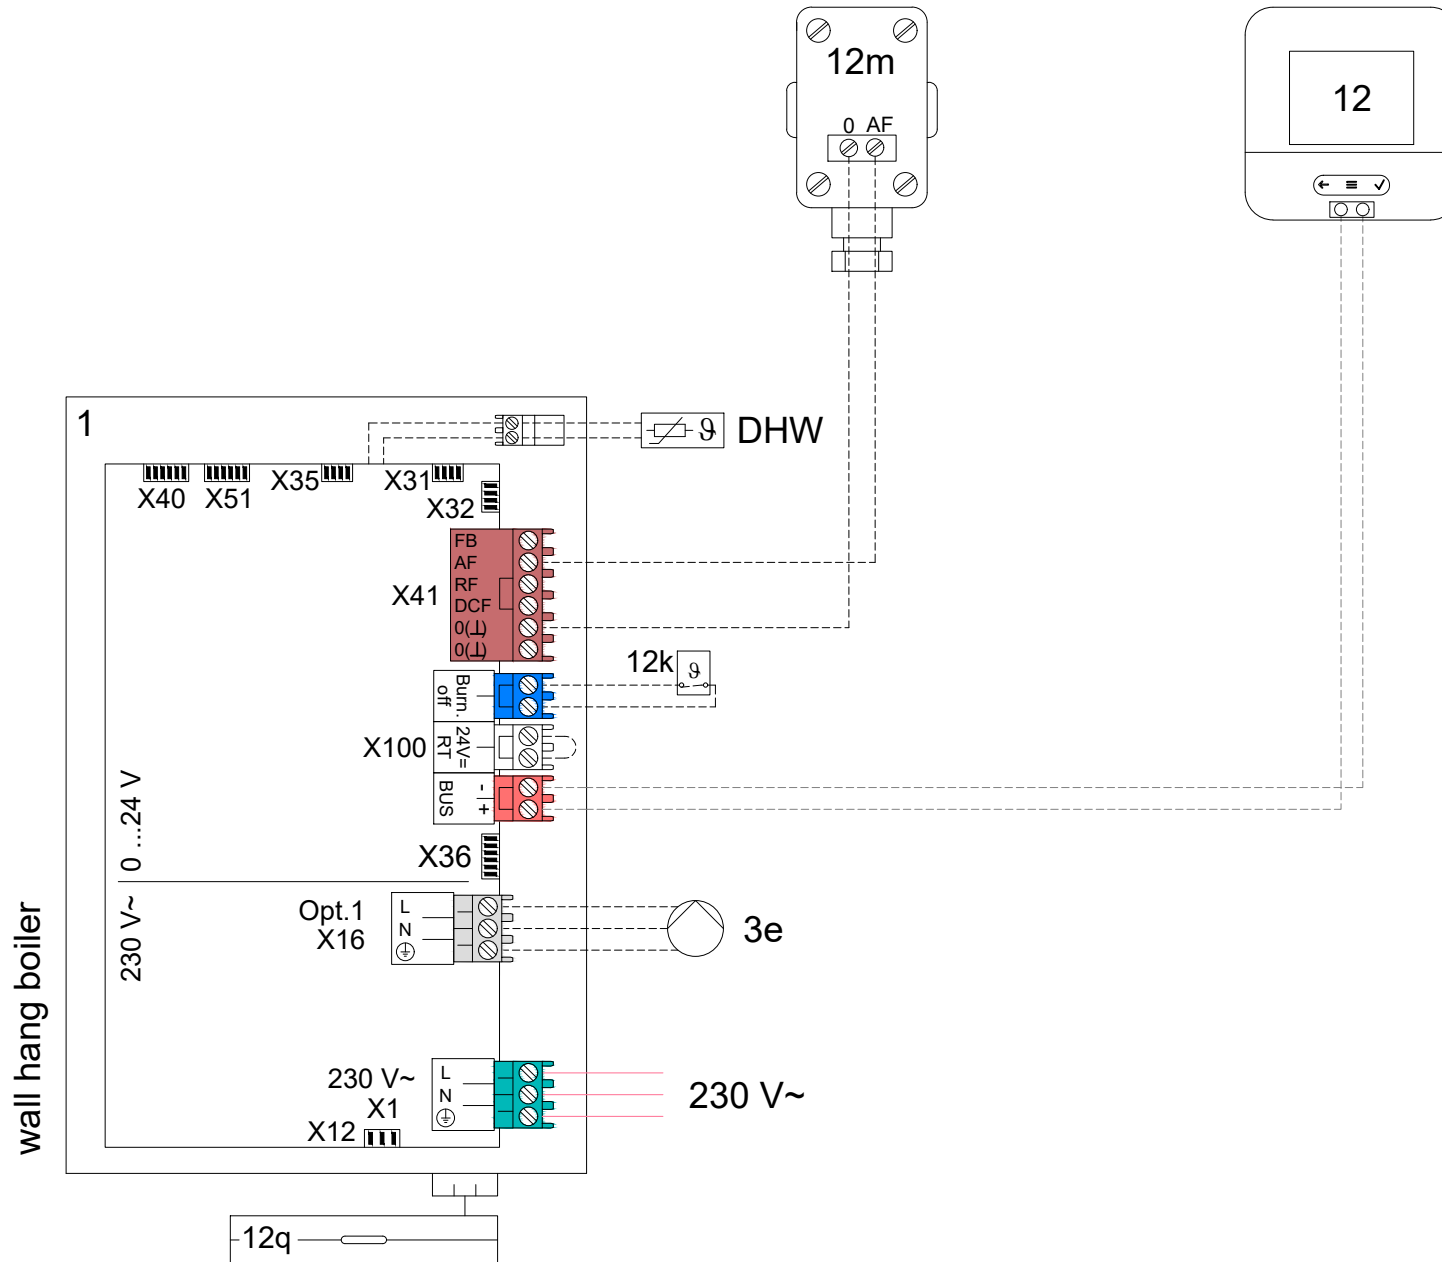 12m
0 AF
12
1
DHW
X40
X51
X35
X31
X32
FB
AF
RF
DCF
0(⊥)
0(⊥)
X41
12k
ϑ
ϑ
Burn.
off
24V=
RT
X100
BUS
- +
0 ...24 V
230 V~
X36
Opt.1
X16
L
N
3e
wall hang boiler
230 V~
X1
L
N
230 V~
X12
12q